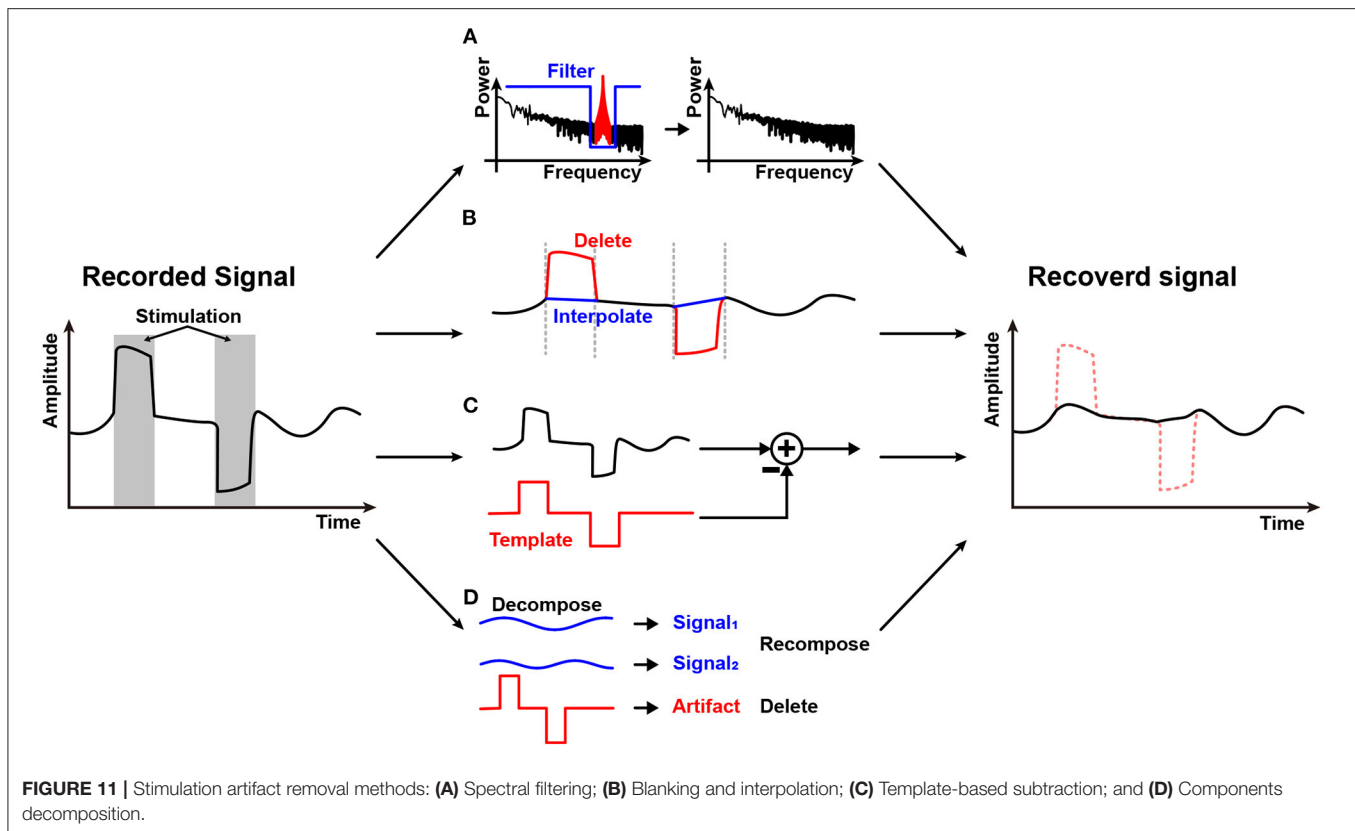 A
Filter
Power
Frequency
Power
Frequency
B
Delete
Interpolate
Recorded Signal
Stimulation
Amplitude
Time
C
Template
D
Decompose
Signal₁
Signal₂
Recompose
Artifact Delete
Recoverd signal
Amplitude
Time
FIGURE 11 | Stimulation artifact removal methods: (A) Spectral filtering; (B) Blanking and interpolation; (C) Template-based subtraction; and (D) Components
decomposition.